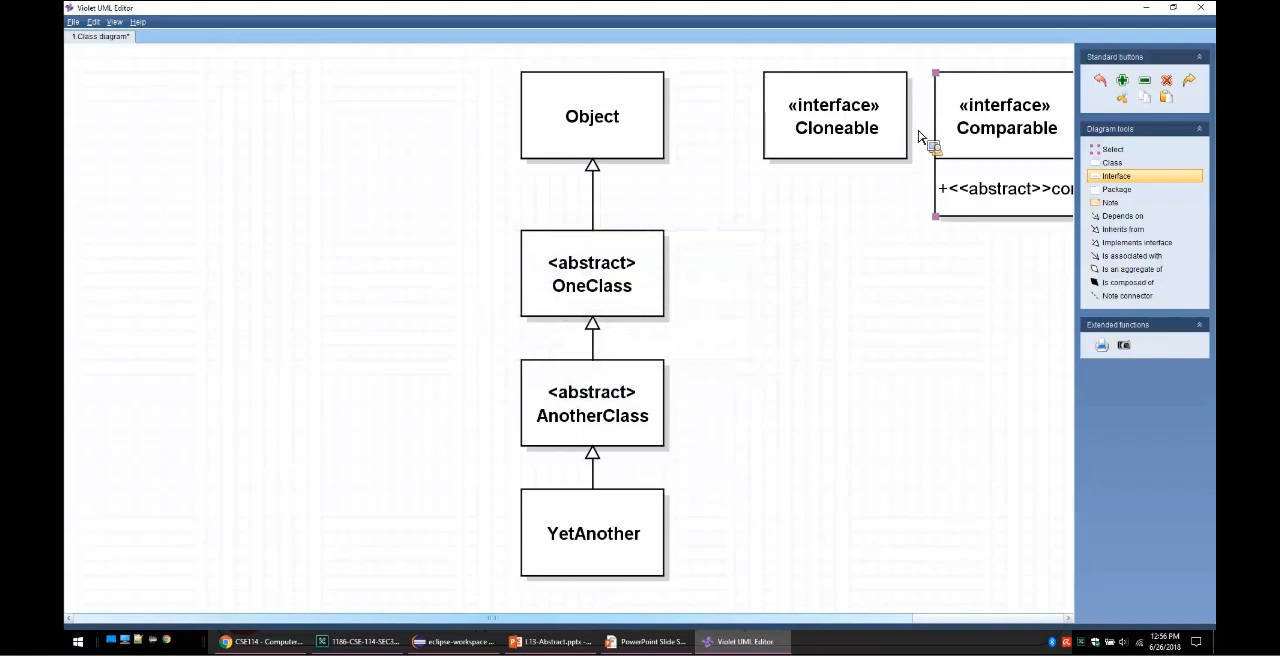 Violet UML Editor
File Edit View Help
1.Class diagram*
Object
«interface»
Cloneable
«interface»
Comparable
+<<abstract>>co
<abstract>
OneClass
<abstract>
AnotherClass
YetAnother
Standard buttons
Diagram tools
Select
Class
Interface
Package
Note
Depends on
Inherits from
Implements interface
Is associated with
Is an aggregate of
Is composed of
Note connector
Extended functions
CSE114 - Computer...
1186-CSE-114-SEC3...
eclipse-workspace ...
L13-Abstract.pptx -...
PowerPoint Slide S...
Violet UML Editor
12:56 PM
6/26/2018